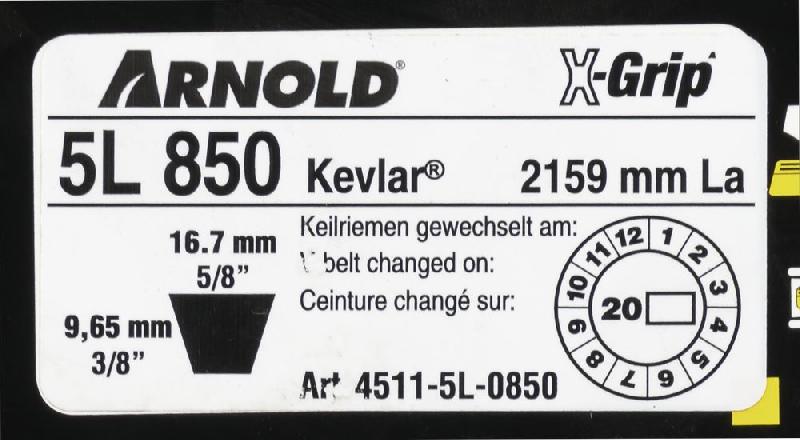 ARNOLD®
X-Grip
5L 850 Kevlar® 2159 mm La
Keilriemen gewechselt am:
belt changed on:
Ceinture changé sur:
16.7 mm
5/8”
9,65 mm
3/8”
1 2 3 4 5 6 7 8 9 10 11 12
20
Art 4511-5L-0850